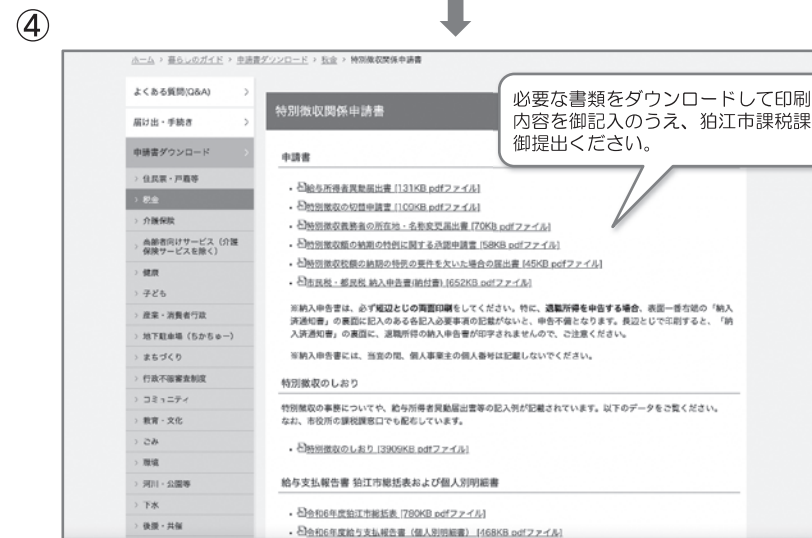 ④
ホーム › 暮らしのガイド › 申請書ダウンロード › 税金 › 特別徴収関係申請書
よくある質問(Q&A)
届け出・手続き
申請書ダウンロード
住民票・戸籍等
税金
介護保険
高齢者向けサービス（介護
保険サービスを除く）
健康
子ども
産業・消費者行政
地下駐車場（ちかちゅー）
まちづくり
行政不服審査制度
コミュニティ
教育・文化
ごみ
環境
河川・公園等
下水
後援・共催
特別徴収関係申請書
必要な書類をダウンロードして印刷
内容を御記入のうえ、狛江市課税課
御提出ください。
申請書
・給与所得者異動届出書 [131KB pdfファイル]
・特別徴収の切替申請書 [109KB pdfファイル]
・特別徴収義務者の所在地・名称変更届出書 [70KB pdfファイル]
・特別徴収税額の納期の特例に関する承認申請書 [58KB pdfファイル]
・特別徴収税額の納期の特例の要件を欠いた場合の届出書 [45KB pdfファイル]
・市民税・都民税 納入申告書(納付書) [652KB pdfファイル]
※納入申告書は、必ず短辺とじの両面印刷をしてください。特に、退職所得を申告する場合、表面一番右端の「納入
済通知書」の裏面に記入のある各記入必要事項の記載がないと、申告不備となります。長辺とじで印刷すると、「納
入済通知書」の裏面に、退職所得の納入申告書が印字されませんので、ご注意ください。
※納入申告書には、当面の間、個人事業主の個人番号は記載しないでください。
特別徴収のしおり
特別徴収の事務についてや、給与所得者異動届出書等の記入例が記載されています。以下のデータをご覧ください。
なお、市役所の課税課窓口でも配布しています。
・特別徴収のしおり [3905KB pdfファイル]
給与支払報告書 狛江市総括表および個人別明細書
・令和6年度狛江市総括表 [780KB pdfファイル]
・令和6年度給与支払報告書（個人別明細書） [468KB pdfファイル]